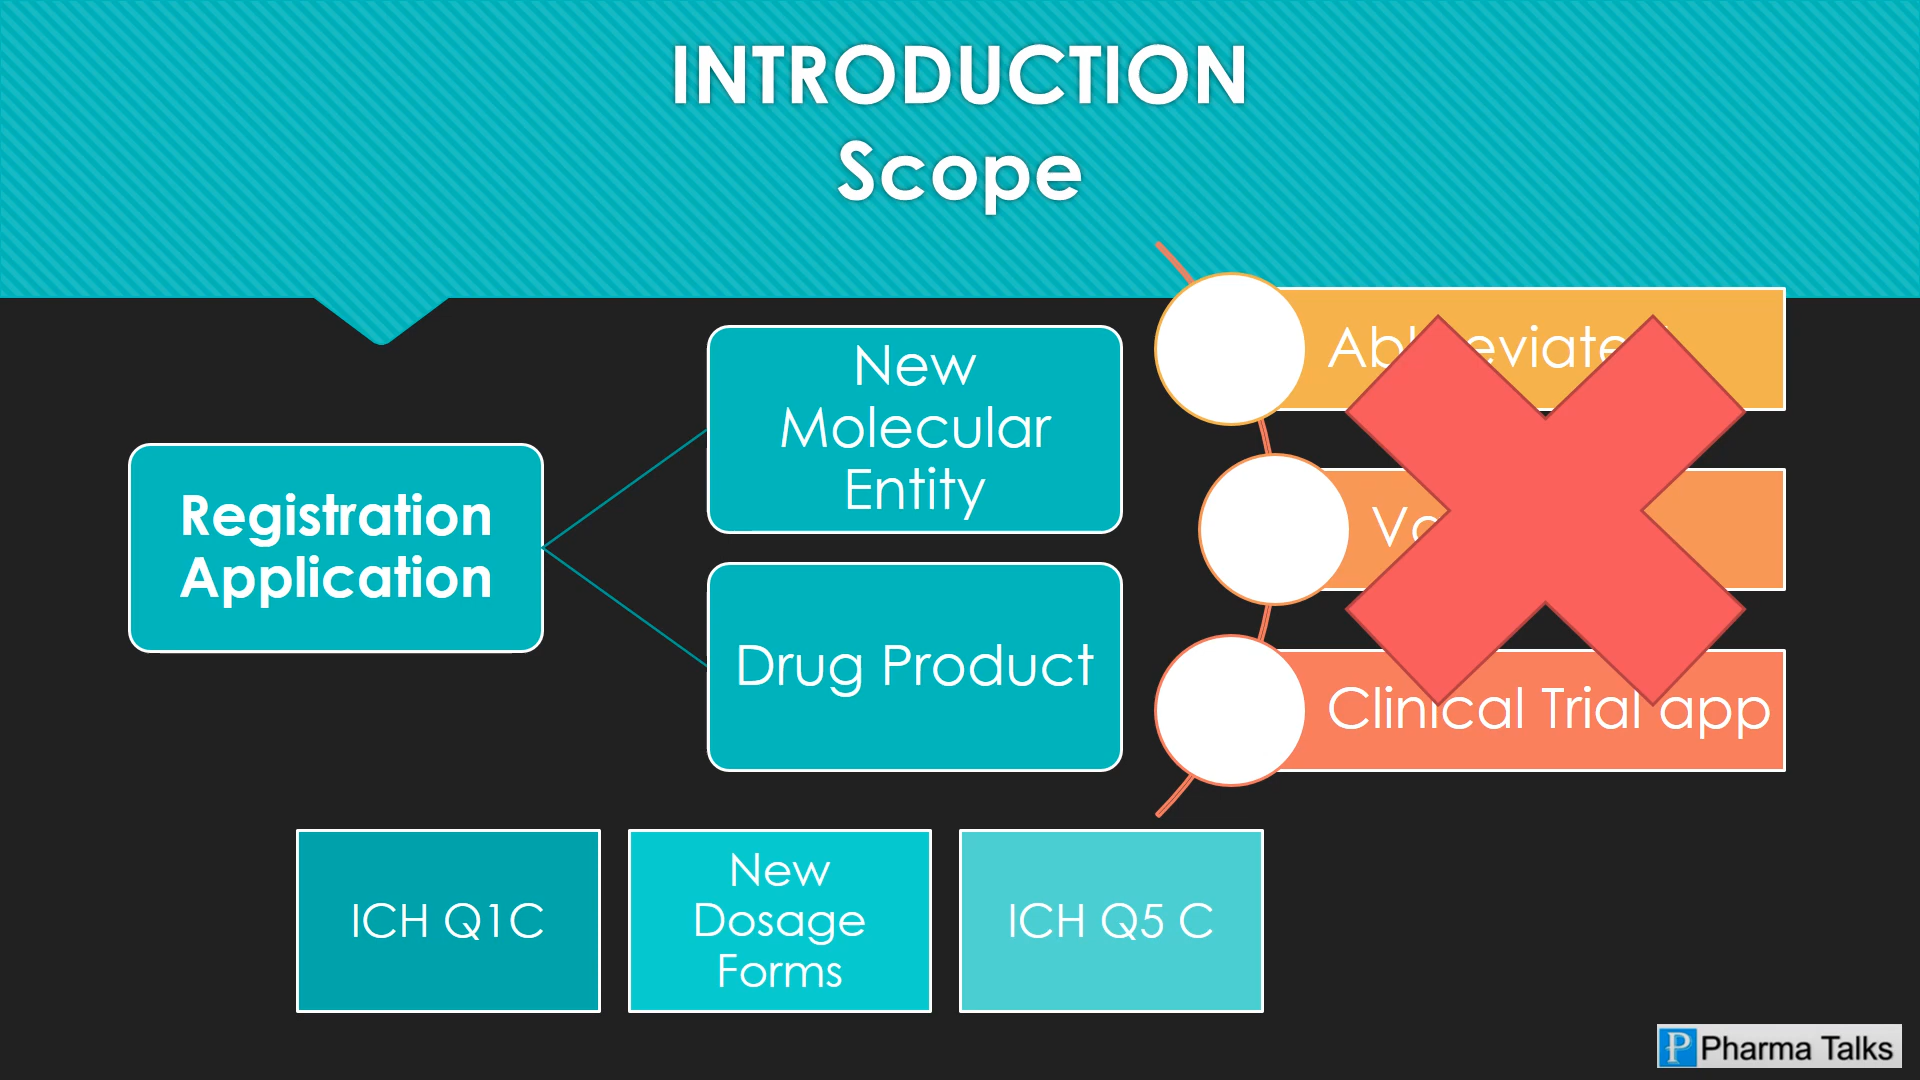 INTRODUCTION
Scope
Registration
Application
New
Molecular
Entity
Drug Product
Clinical Trial app
ICH Q1C
New
Dosage
Forms
ICH Q5 C
Pharma Talks